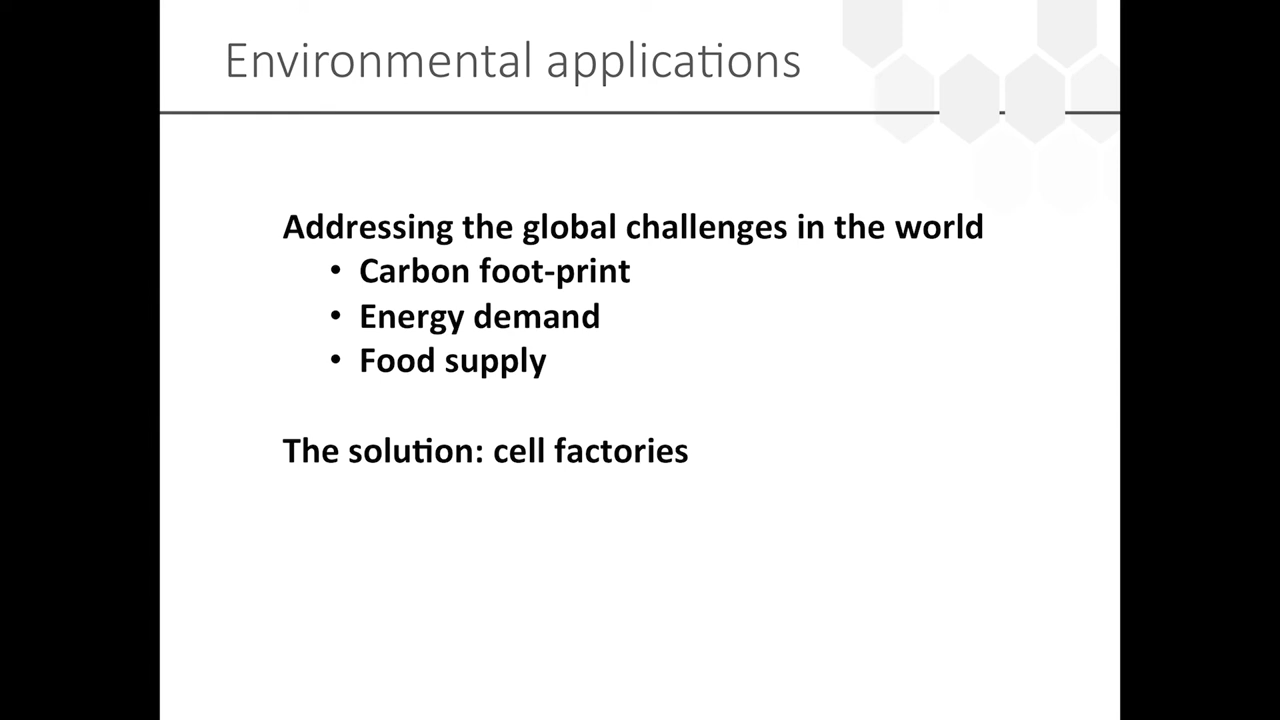 Environmental applications
Addressing the global challenges in the world
• Carbon foot-print
• Energy demand
• Food supply
The solution: cell factories